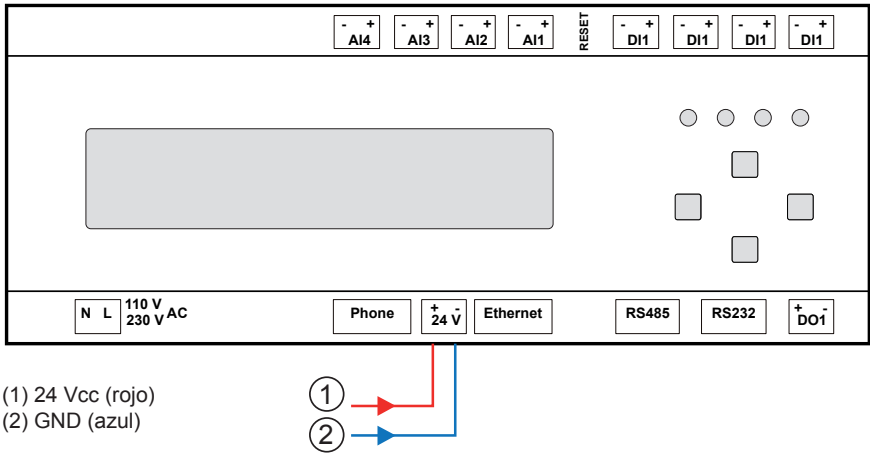 - + - + - + - + RESET - + - + - + - +
AI4 AI3 AI2 AI1 DI1 DI1 DI1 DI1
N L 110 V 230 V AC Phone + - 24 V Ethernet RS485 RS232 + - DO1
(1) 24 Vcc (rojo)
(2) GND (azul)
1
2